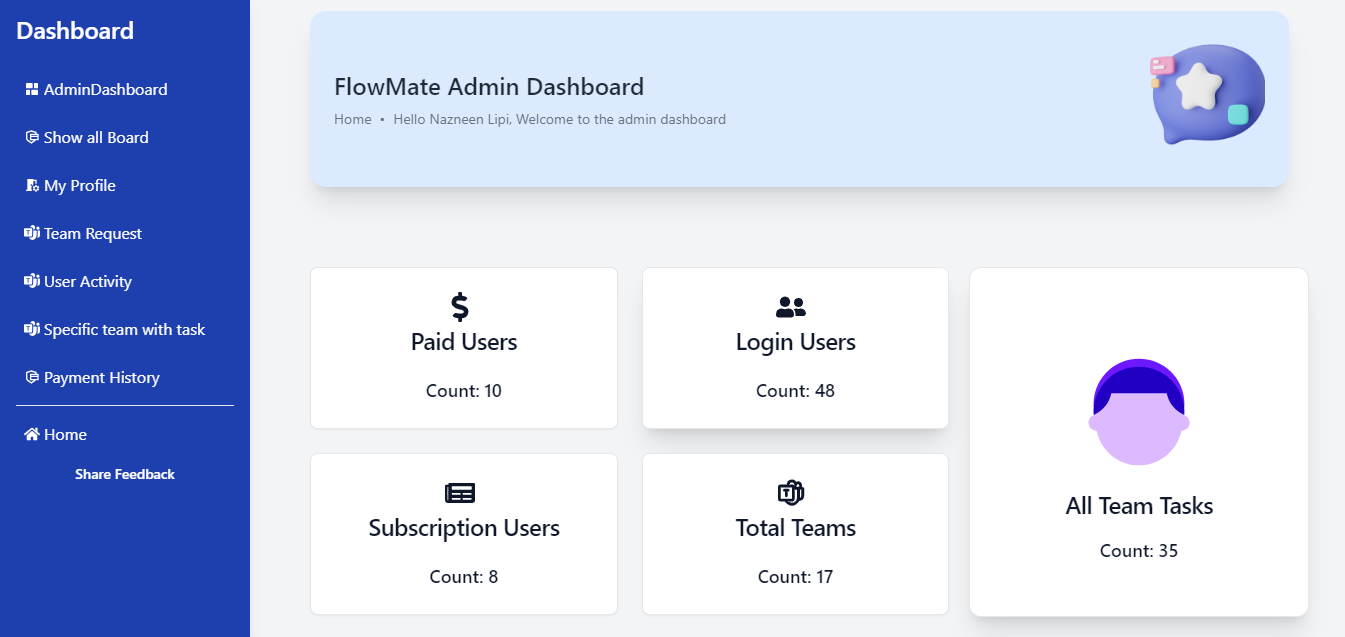 Dashboard
AdminDashboard
Show all Board
My Profile
Team Request
User Activity
Specific team with task
Payment History
Home
Share Feedback
FlowMate Admin Dashboard
Home • Hello Nazneen Lipi, Welcome to the admin dashboard
Paid Users
Count: 10
Login Users
Count: 48
Subscription Users
Count: 8
Total Teams
Count: 17
All Team Tasks
Count: 35